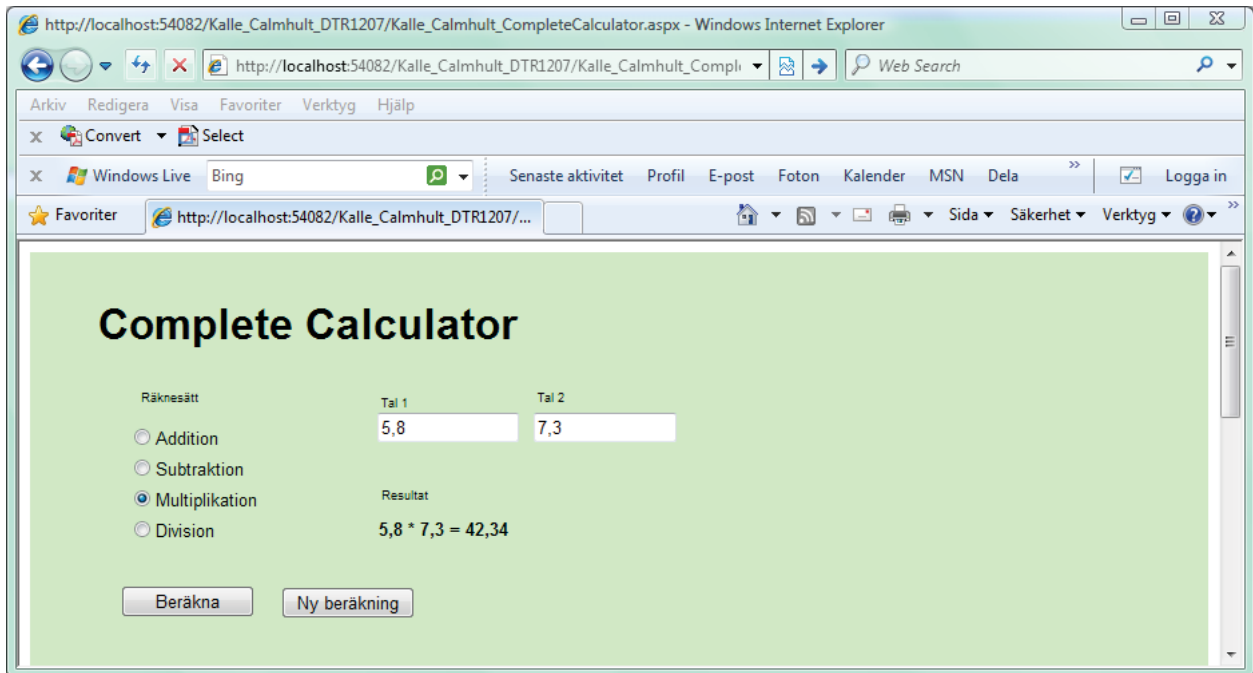 http://localhost:54082/Kalle_Calmhult_DTR1207/Kalle_Calmhult_CompleteCalculator.aspx - Windows Internet Explorer
http://localhost:54082/Kalle_Calmhult_DTR1207/Kalle_Calmhult_Compl Web Search
Arkiv Redigera Visa Favoriter Verktyg Hjälp
x Convert Select
x Windows Live Bing Senaste aktivitet Profil E-post Foton Kalender MSN Dela » Logga in
Favoriter http://localhost:54082/Kalle_Calmhult_DTR1207/... Sida Säkerhet Verktyg »
Complete Calculator
Räknesätt Tal 1 Tal 2
5,8 7,3
Addition
Subtraktion
Multiplikation Resultat
Division 5,8 * 7,3 = 42,34
Beräkna Ny beräkning